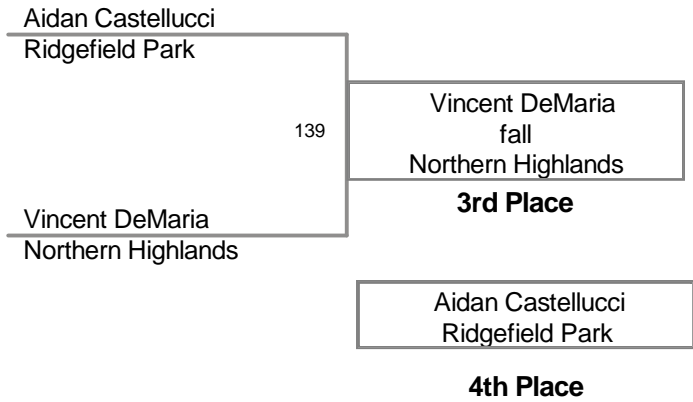 Aidan Castellucci
Ridgefield Park
139
Vincent DeMaria
fall
Northern Highlands
3rd Place
Vincent DeMaria
Northern Highlands
Aidan Castellucci
Ridgefield Park
4th Place